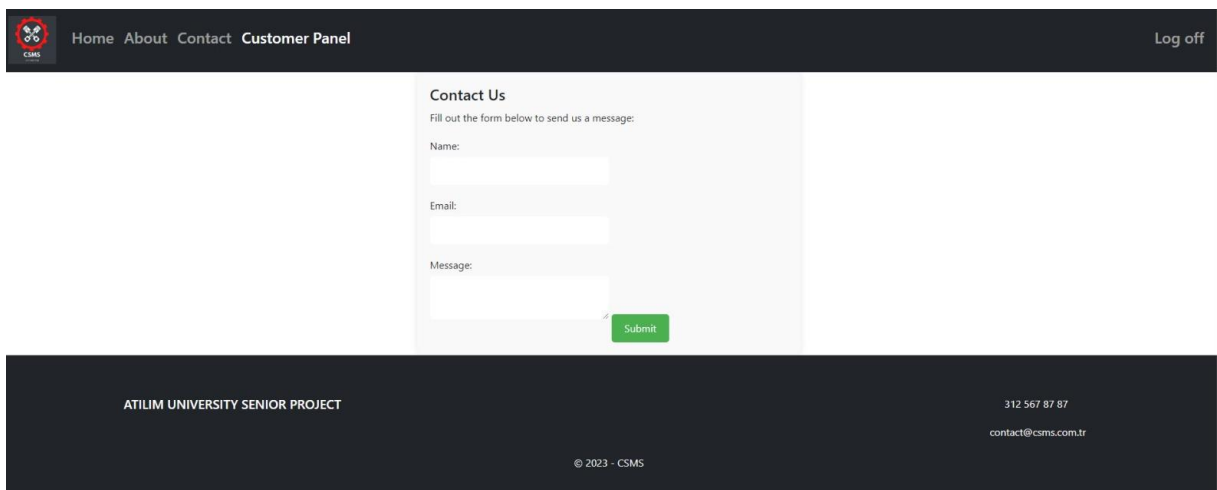 CSMS
Home About Contact Customer Panel
Log off
Contact Us
Fill out the form below to send us a message:
Name:
Email:
Message:
Submit
ATILIM UNIVERSITY SENIOR PROJECT
312 567 87 87
contact@csms.com.tr
© 2023 - CSMS